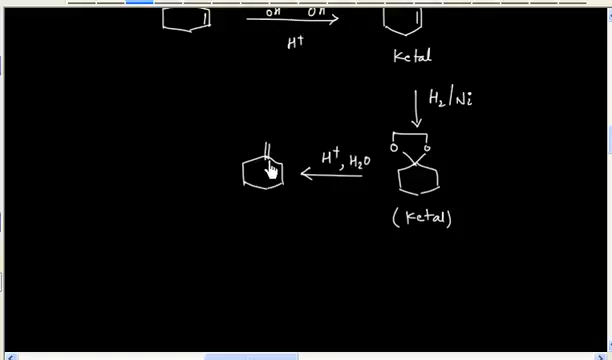 OH OH
H+
Ketal
H2/Ni
O O
H+, H2O
(Ketal)